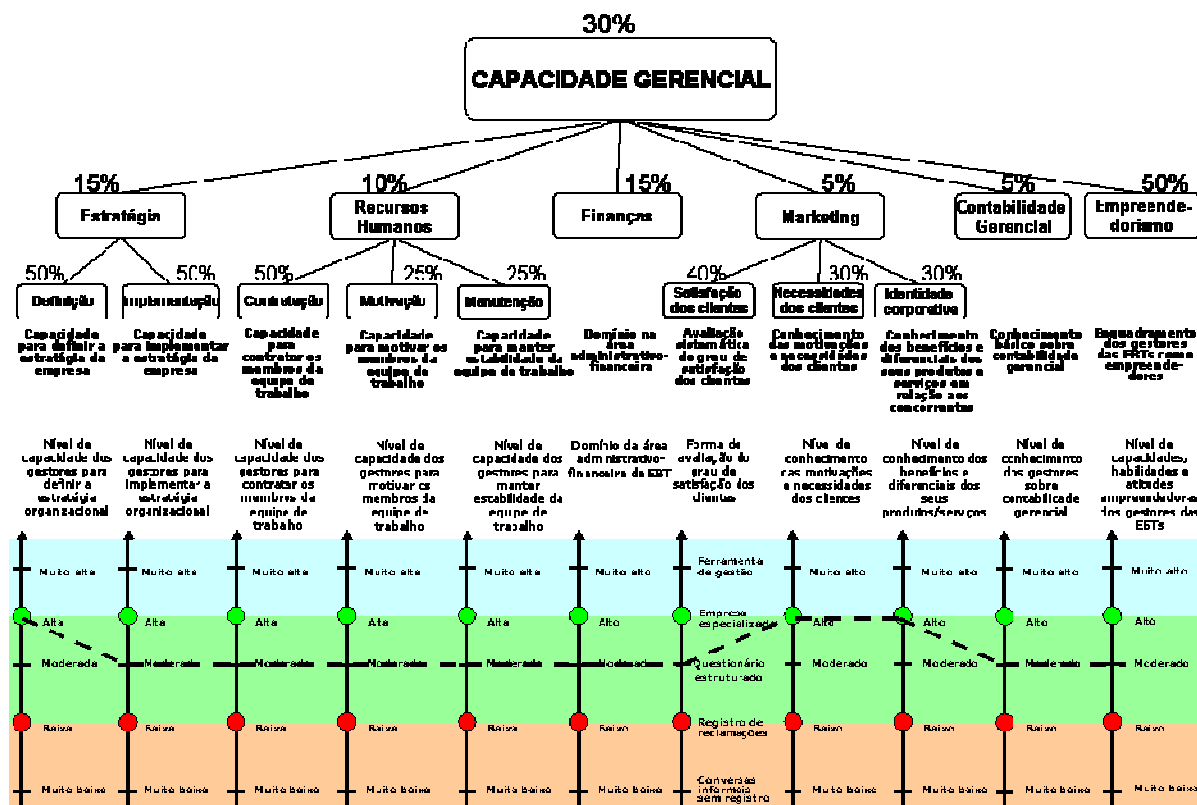 30%
CAPACIDADE GERENCIAL
15%
Estratégia
10%
Recursos
Humanos
15%
Finanças
5%
Marketing
5%
Contabilidade
Gerencial
50%
Empreende-
dorismo
50%
Definição
50%
Implementação
50%
Contratação
25%
Motivação
25%
Manutenção
40%
Satisfação
dos clientes
30%
Necessidades
dos clientes
30%
Identidade
corporativa
Capacidade
para definir a
estratégia da
empresa
Capacidade
para implementar
a estratégia da
empresa
Capacidade
para
contratar os
membros da
equipe de
trabalho
Capacidade
para motivar os
membros da
equipe de
trabalho
Capacidade
para manter
estabilidade da
equipe de trabalho
Domínio na
área
administrativo-
financeira
Avaliação
sistemática
do grau de
satisfação
dos clientes
Conhecimento
das motivações
e necessidades
dos clientes
Conhecimento
dos benefícios e
diferenciais dos
seus produtos e
serviços em
relação aos
concorrentes
Conhecimento
básico sobre
contabilidade
gerencial
Enquadramento
dos gestores
das EBTs como
empreende-
dores
Nível de
capacidade dos
gestores para
definir a
estratégia
organizacional
Nível de
capacidade dos
gestores para
implementar a
estratégia
organizacional
Nível de
capacidade dos
gestores para
contratar os
membros da
equipe de
trabalho
Nível de
capacidade dos
gestores para
motivar os
membros da
equipe de
trabalho
Nível de
capacidade dos
gestores para
manter
estabilidade da
equipe de
trabalho
Domínio da área
administrativo-
financeira da EBT
Forma de
avaliação do
grau de
satisfação dos
clientes
Nível de
conhecimento
das motivações
e necessidades
dos clientes
Nível de
conhecimento dos
benefícios e
diferenciais dos
seus
produtos/serviços
Nível de
conhecimento
dos gestores
sobre
contabilidade
gerencial
Nível de
capacidades,
habilidades e
atitudes
empreendedoras
dos gestores das
EBTs
Muito alta
Muito alta
Muito alta
Muito alta
Muito alta
Muito alto
Ferramenta
de gestão
Muito alto
Muito alto
Muito alto
Muito alto
Alta
Alta
Alta
Alta
Alta
Alto
Empresa
especializada
Alto
Alto
Alto
Alto
Moderada
Moderada
Moderada
Moderada
Moderada
Moderado
Questionário
estruturado
Moderado
Moderado
Moderado
Moderado
Baixa
Baixa
Baixa
Baixa
Baixa
Baixo
Registro de
reclamações
Baixo
Baixo
Baixo
Baixo
Muito baixa
Muito baixa
Muito baixa
Muito baixa
Muito baixa
Muito baixo
Conversas
informais
sem registro
Muito baixo
Muito baixo
Muito baixo
Muito baixo